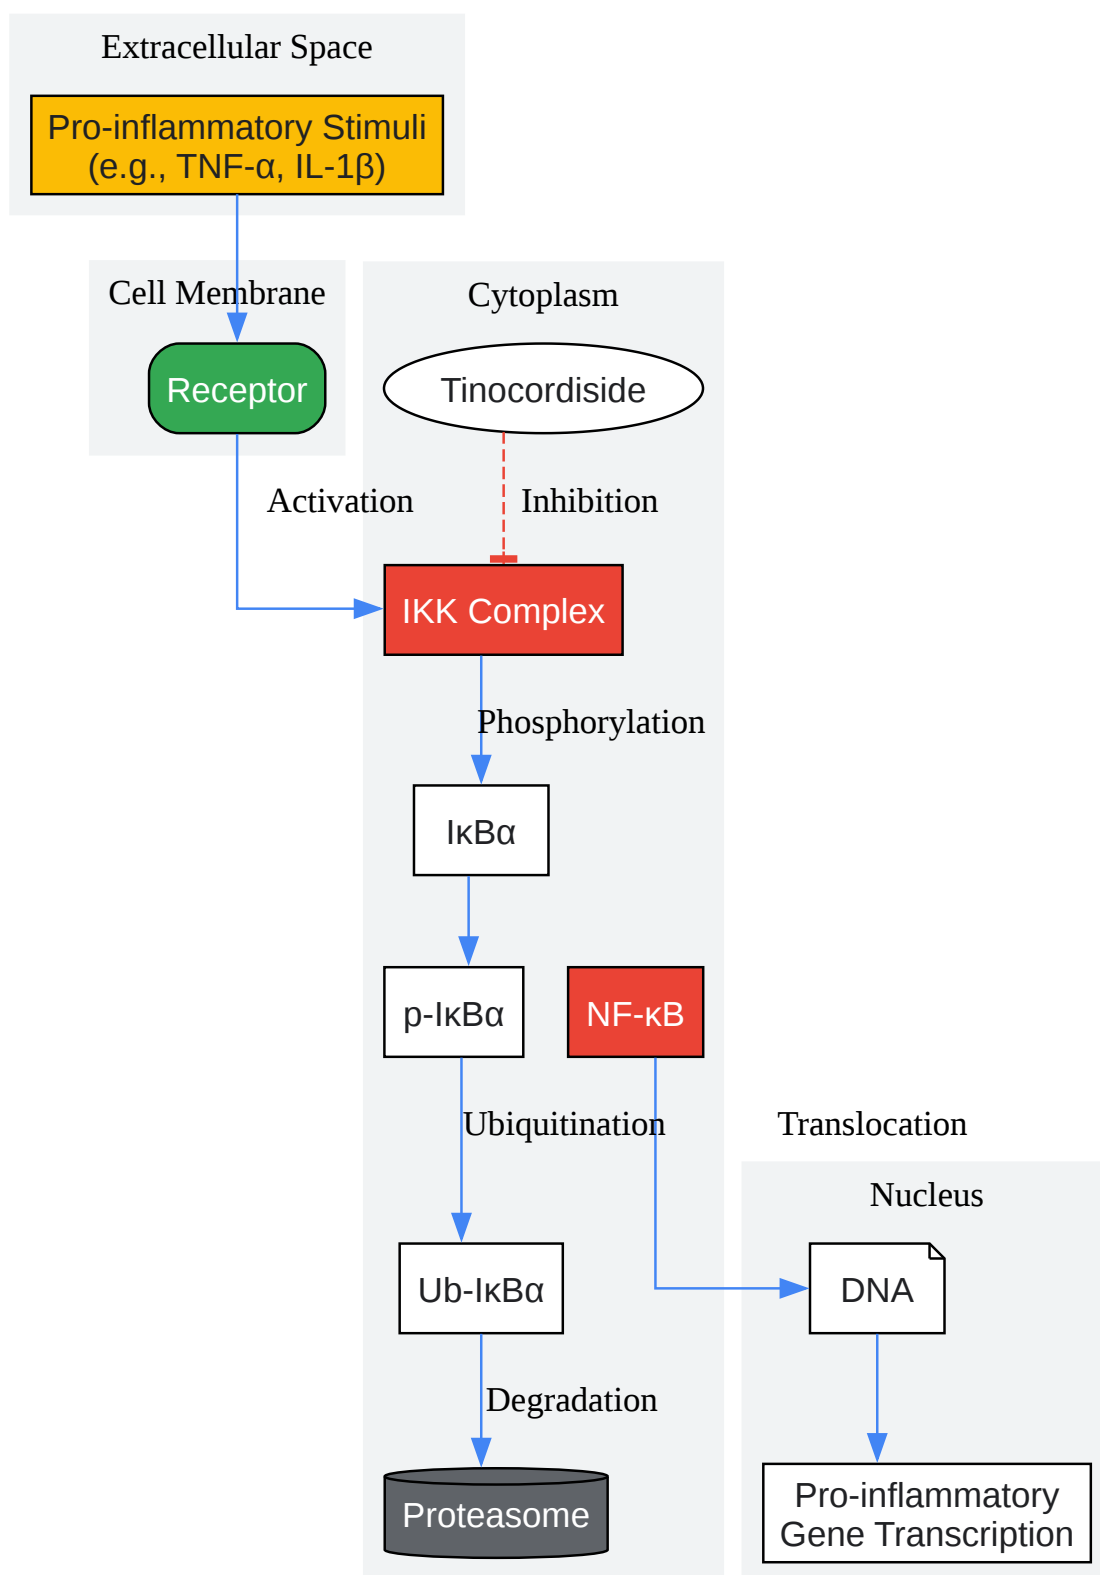 Extracellular Space
Pro-inflammatory Stimuli
(e.g., TNF-α, IL-1β)
Cell Membrane
Cytoplasm
Receptor
Tinocordiside
Activation
Inhibition
IKK Complex
Phosphorylation
IκBα
p-IκBα
NF-κB
Ubiquitination
Translocation
Nucleus
Ub-IκBα
DNA
Degradation
Proteasome
Pro-inflammatory
Gene Transcription